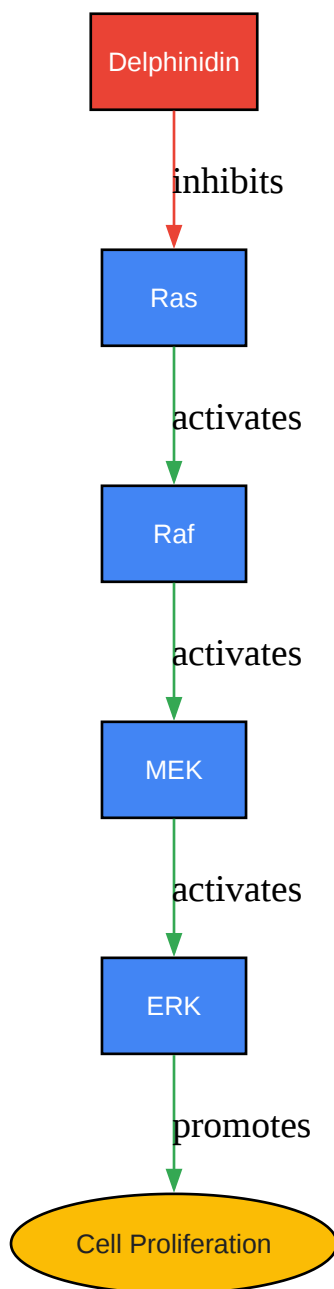 Delphinidin
inhibits
Ras
activates
Raf
activates
MEK
activates
ERK
promotes
Cell Proliferation